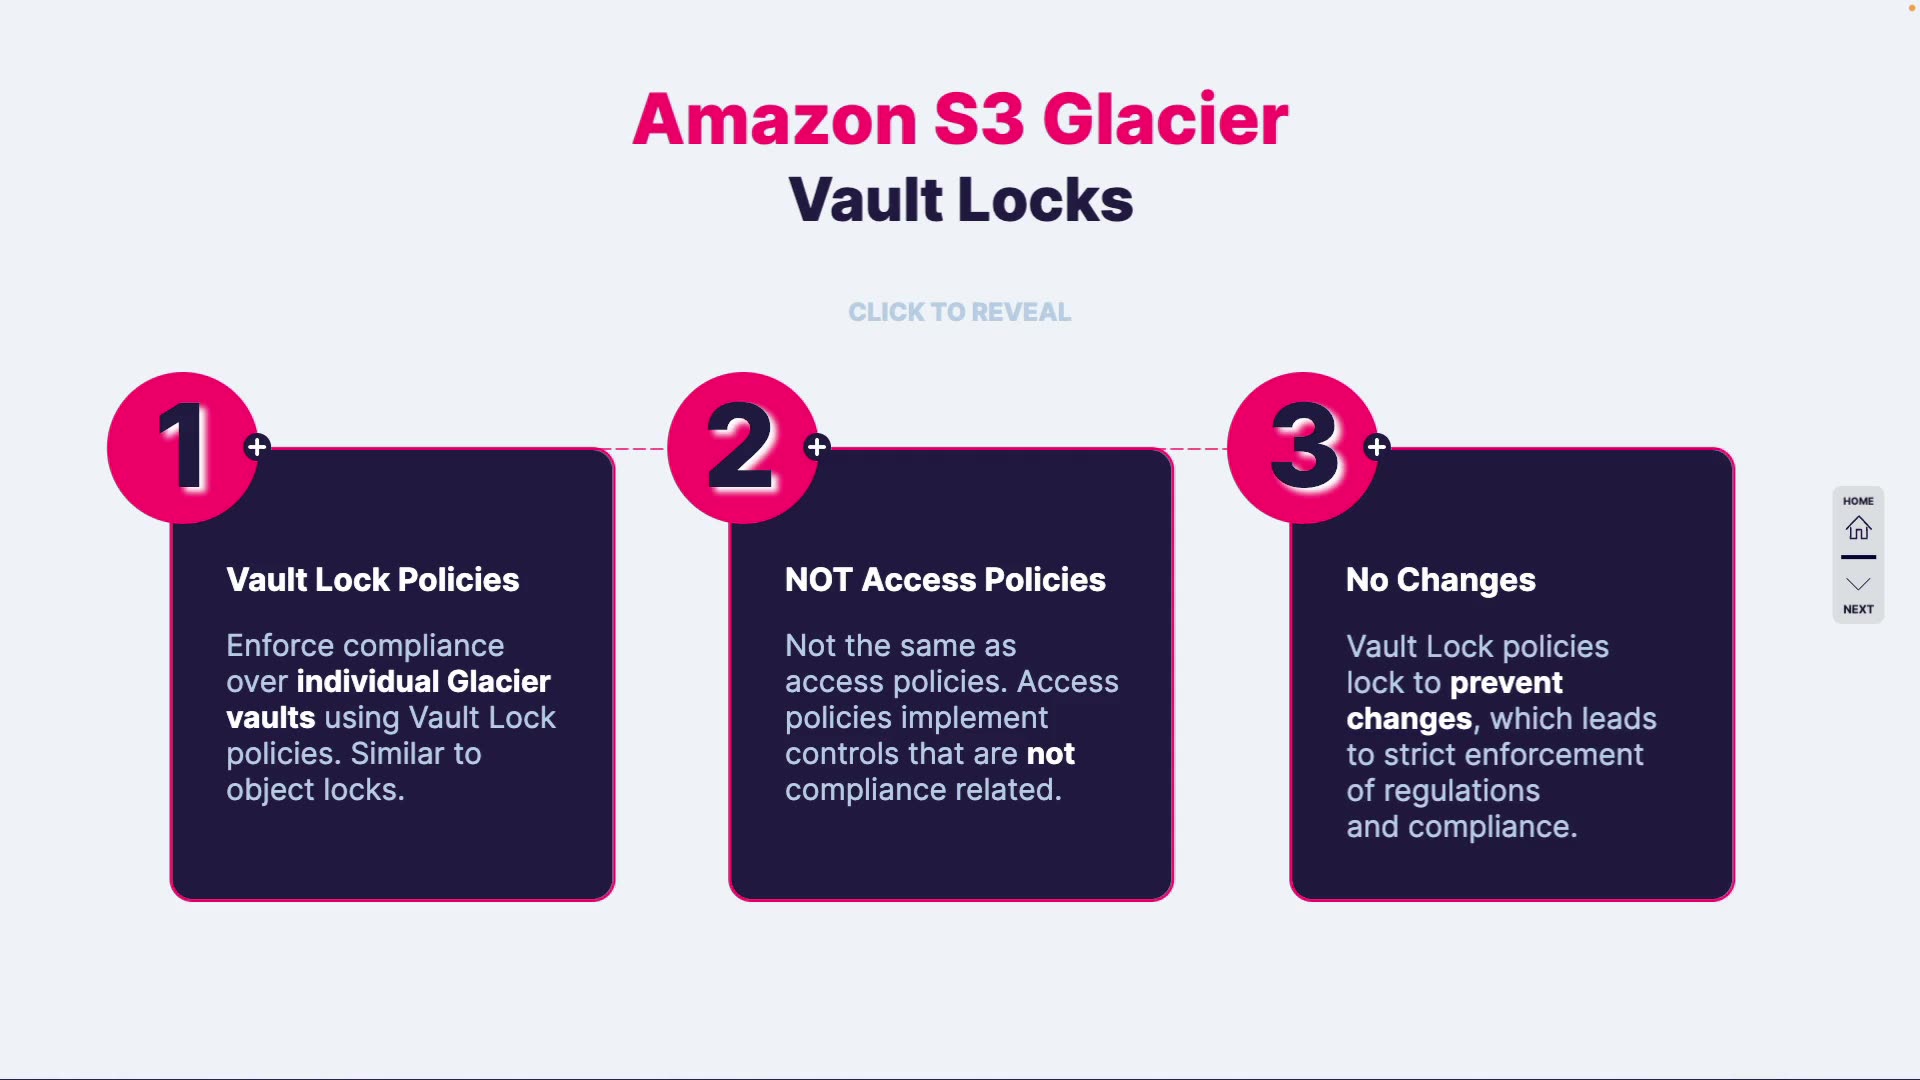 Amazon S3 Glacier
Vault Locks
CLICK TO REVEAL
1
Vault Lock Policies
Enforce compliance
over individual Glacier
vaults using Vault Lock
policies. Similar to
object locks.
2
NOT Access Policies
Not the same as
access policies. Access
policies implement
controls that are not
compliance related.
3
No Changes
Vault Lock policies
lock to prevent
changes, which leads
to strict enforcement
of regulations
and compliance.
HOME
NEXT